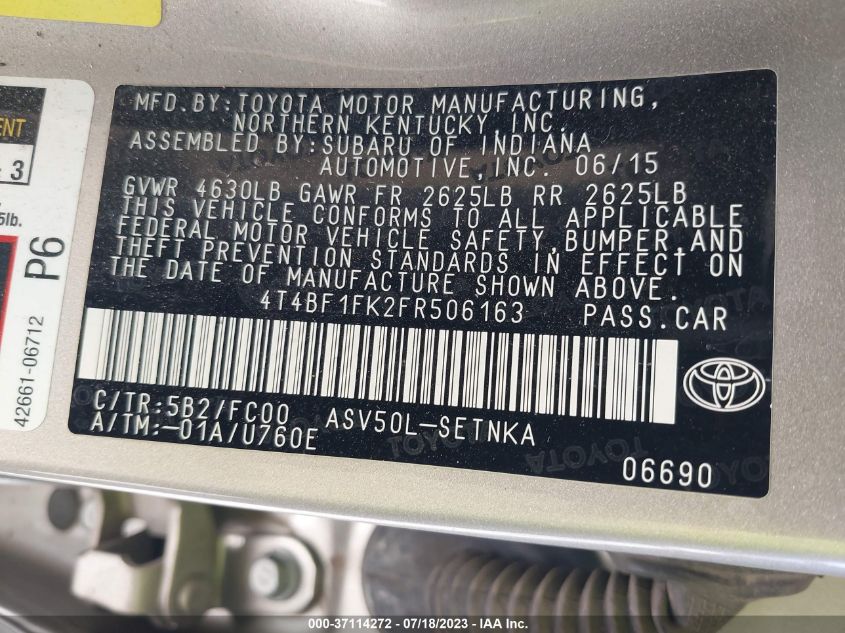 MFD. BY: TOYOTA MOTOR MANUFACTURING,
NORTHERN KENTUCKY, INC.
ASSEMBLED BY: SUBARU OF INDIANA
AUTOMOTIVE, INC. 06/15
GVWR 4630LB GAWR FR 2625LB RR 2625LB
THIS VEHICLE CONFORMS TO ALL APPLICABLE
FEDERAL MOTOR VEHICLE SAFETY, BUMPER, AND
THEFT PREVENTION STANDARDS IN EFFECT ON
THE DATE OF MANUFACTURE SHOWN ABOVE.
4T4BF1FK2FR506163 PASS.CAR
C/TR: 5B2/FC00 ASV50L-SETNKA
A/TM: -01A/U760E
06690
3
5lb.
P6
42661-06712
000-37114272 - 07/18/2023 - IAA Inc.